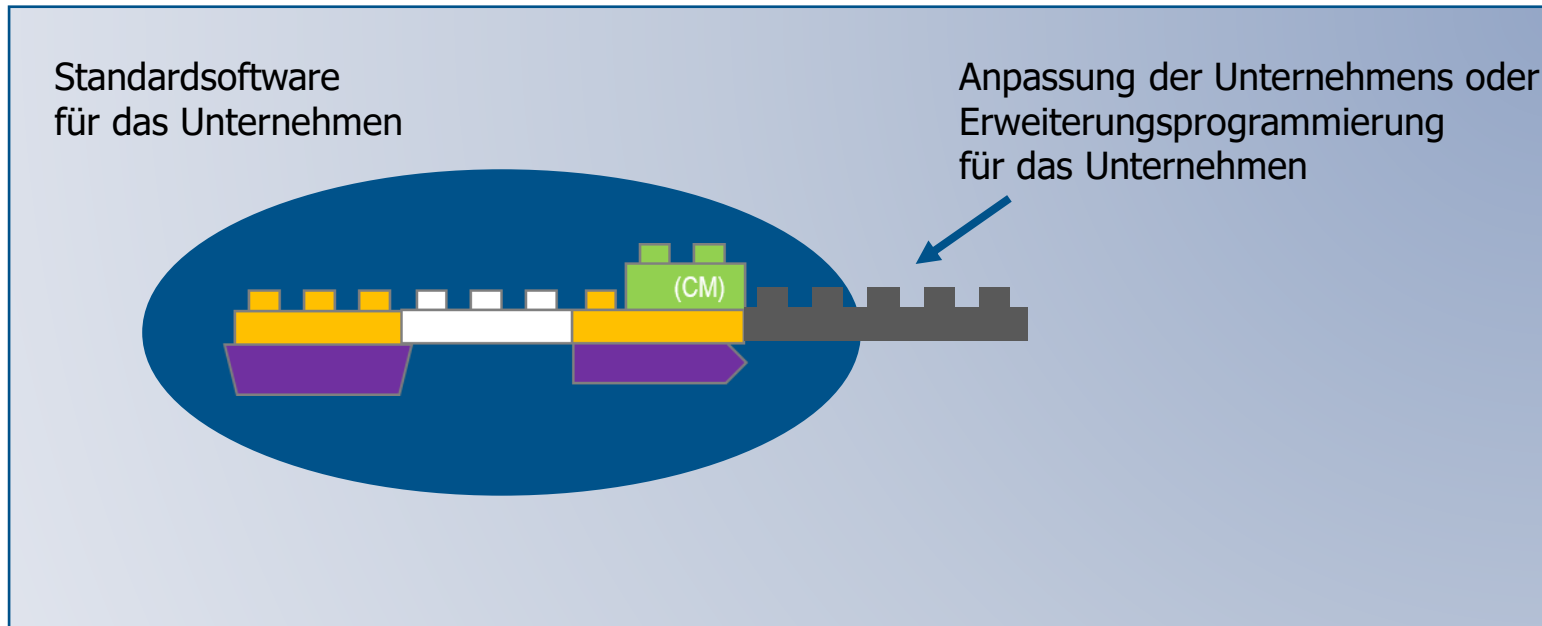 Standardsoftware
für das Unternehmen
Anpassung der Unternehmens oder
Erweiterungsprogrammierung
für das Unternehmen
(CM)